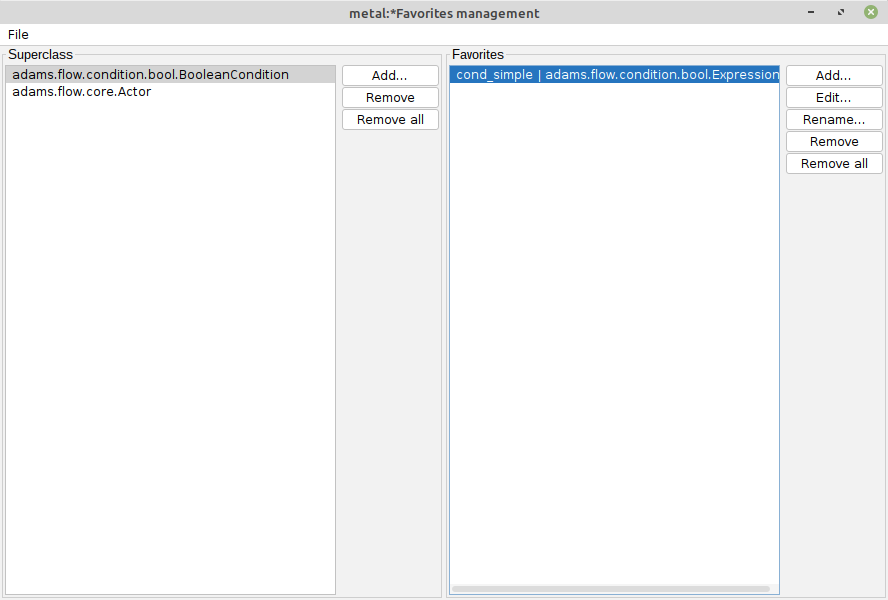 metal:*Favorites management
File
Superclass
adams.flow.condition.bool.BooleanCondition
adams.flow.core.Actor
Add...
Remove
Remove all
Favorites
cond_simple | adams.flow.condition.bool.Expression
Add...
Edit...
Rename...
Remove
Remove all